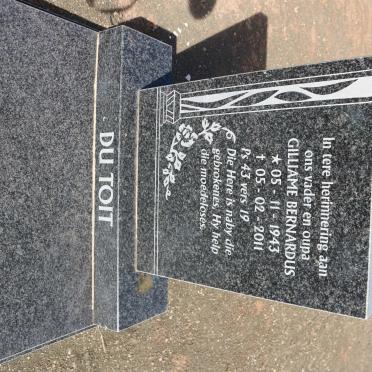 In tere herinnering aan
ons vader en oupa
GILLIAME BERNARDUS
★ 05 - 11 - 1943
✝ 05 - 02 - 2011
Ps 43 vers 19
Die Here is naby die
gebrokenes, Hy help
die moedeloses.
DU TOIT